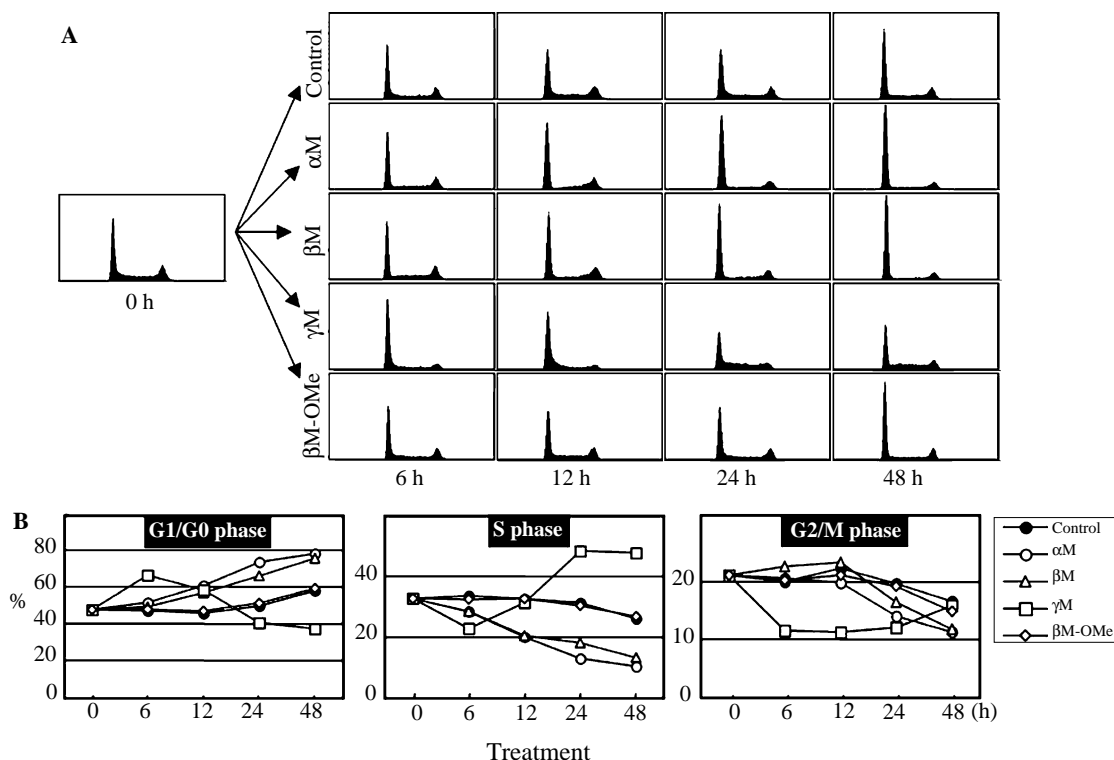 A
Control
αM
βM
γM
βM-OMe
0 h
6 h 12 h 24 h 48 h
B
G1/G0 phase
S phase
G2/M phase
%
80
60
40
20
0
0 6 12 24 48
40
20
0
0 6 12 24 48
20
10
0
0 6 12 24 48 (h)
Control
αM
βM
γM
βM-OMe
Treatment